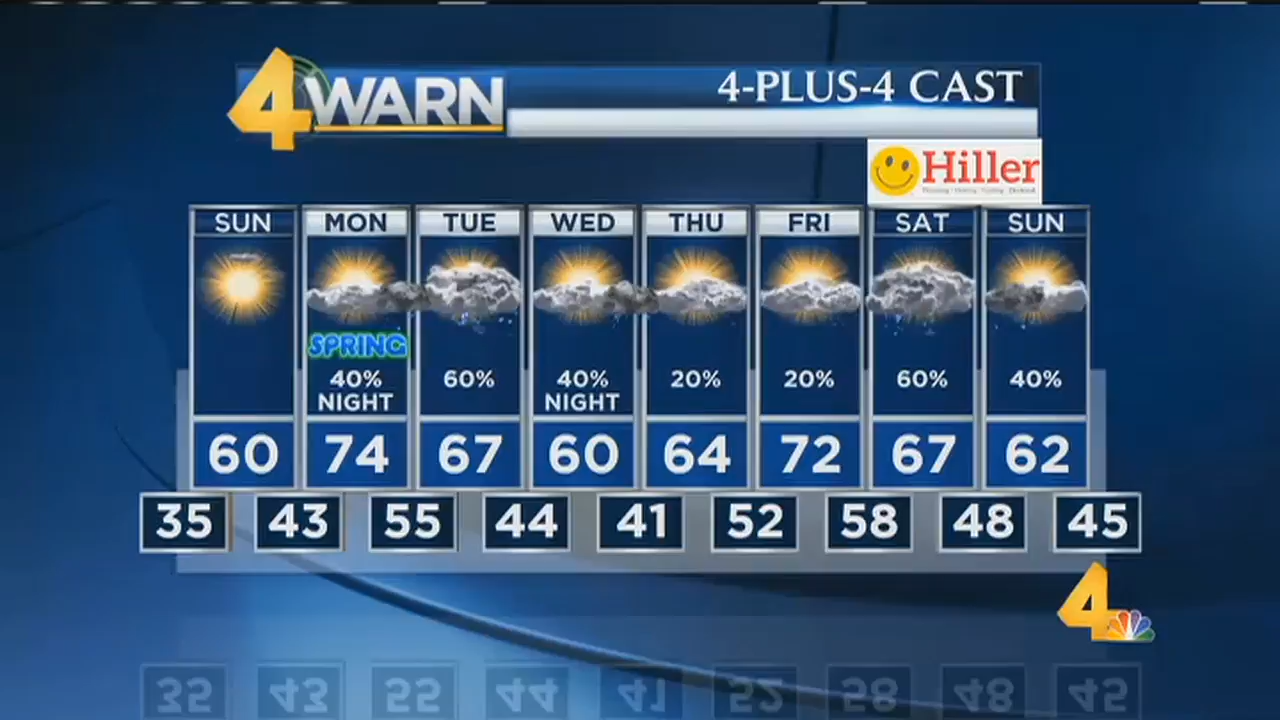 4WARN
4-PLUS-4 CAST
Hiller
SUN MON TUE WED THU FRI SAT SUN
SPRING
40% 60% 40% 20% 20% 60% 40%
NIGHT NIGHT
60 74 67 60 64 72 67 62
35 43 55 44 41 52 58 48 45
4